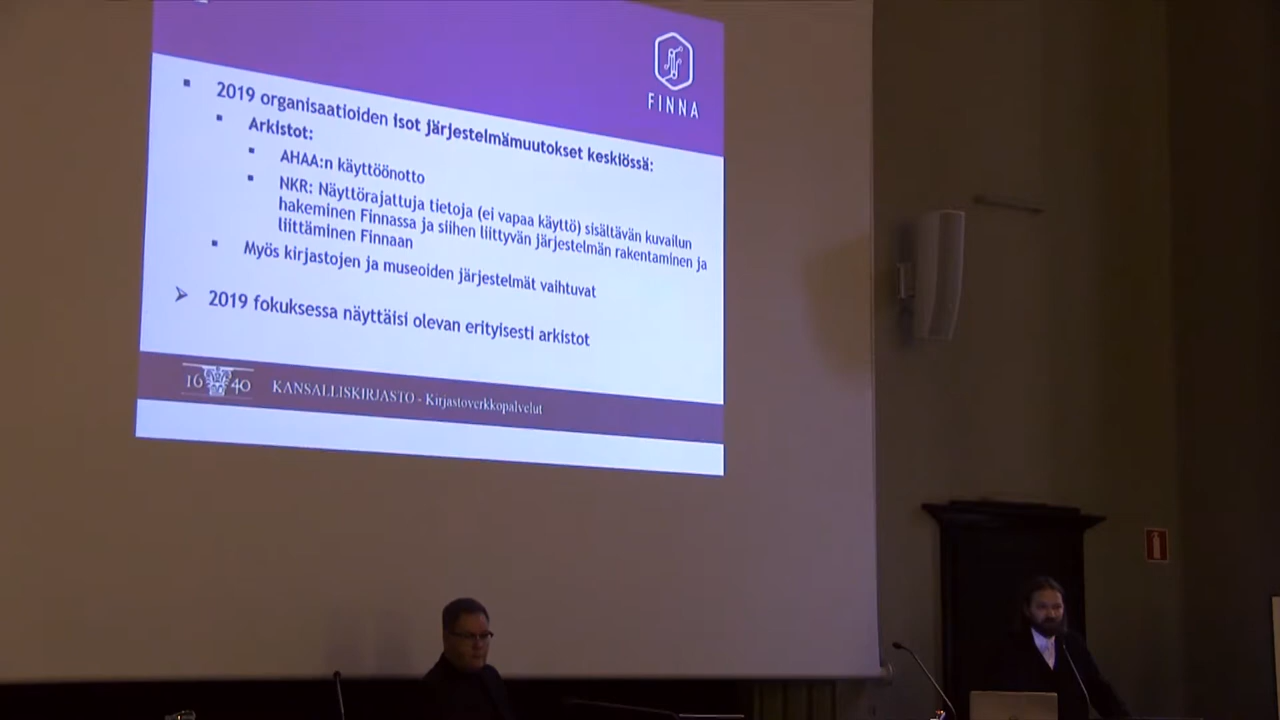 FINNA
2019 organisaatioiden isot järjestelmämuutokset keskiössä:
Arkistot:
AHAA:n käyttöönotto
NKR: Näyttörajattuja tietoja (ei vapaa käyttö) sisältävän kuvailun
hakeminen Finnassa ja siihen liittyvän järjestelmän rakentaminen ja
liittäminen Finnaan
Myös kirjastojen ja museoiden järjestelmät vaihtuvat
2019 fokuksessa näyttäisi olevan erityisesti arkistot
1640 KANSALLISKIRJASTO - Kirjastoverkkopalvelut